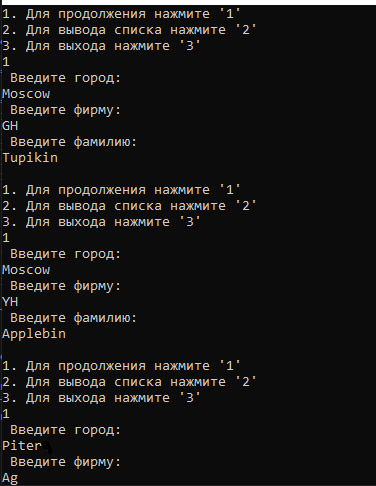 1. Для продолжения нажмите '1'
2. Для вывода списка нажмите '2'
3. Для выхода нажмите '3'
1
Введите город:
Moscow
Введите фирму:
GH
Введите фамилию:
Tupikin
1. Для продолжения нажмите '1'
2. Для вывода списка нажмите '2'
3. Для выхода нажмите '3'
1
Введите город:
Moscow
Введите фирму:
YH
Введите фамилию:
Applebin
1. Для продолжения нажмите '1'
2. Для вывода списка нажмите '2'
3. Для выхода нажмите '3'
1
Введите город:
Piter
Введите фирму:
Ag